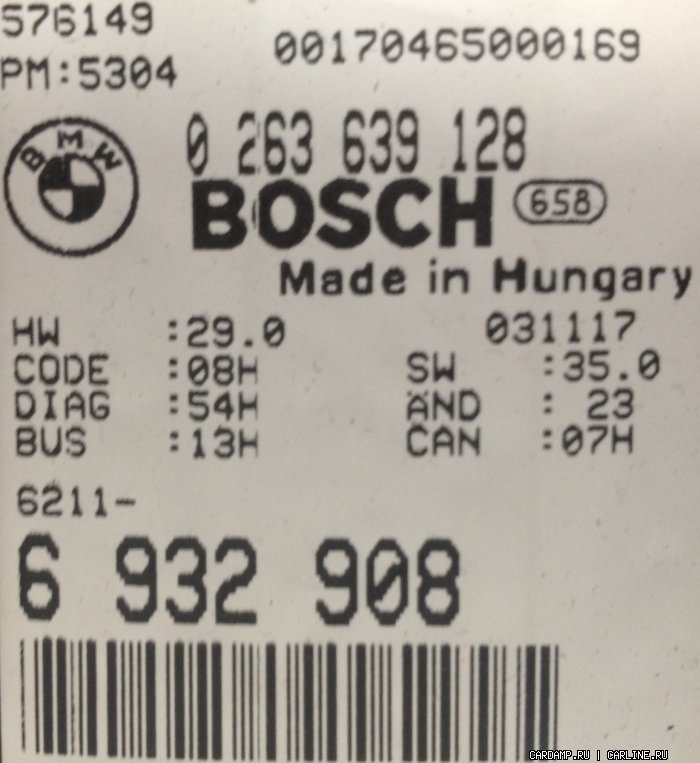 576149
00170465000169
PM:5304
BMW
0 263 639 128
BOSCH 658
Made in Hungary
HW :29.0 031117
CODE :08H SW :35.0
DIAG :54H AND : 23
BUS :13H CAN :07H
6211-
6 932 908
CARDAMP.RU | CARLINE.RU